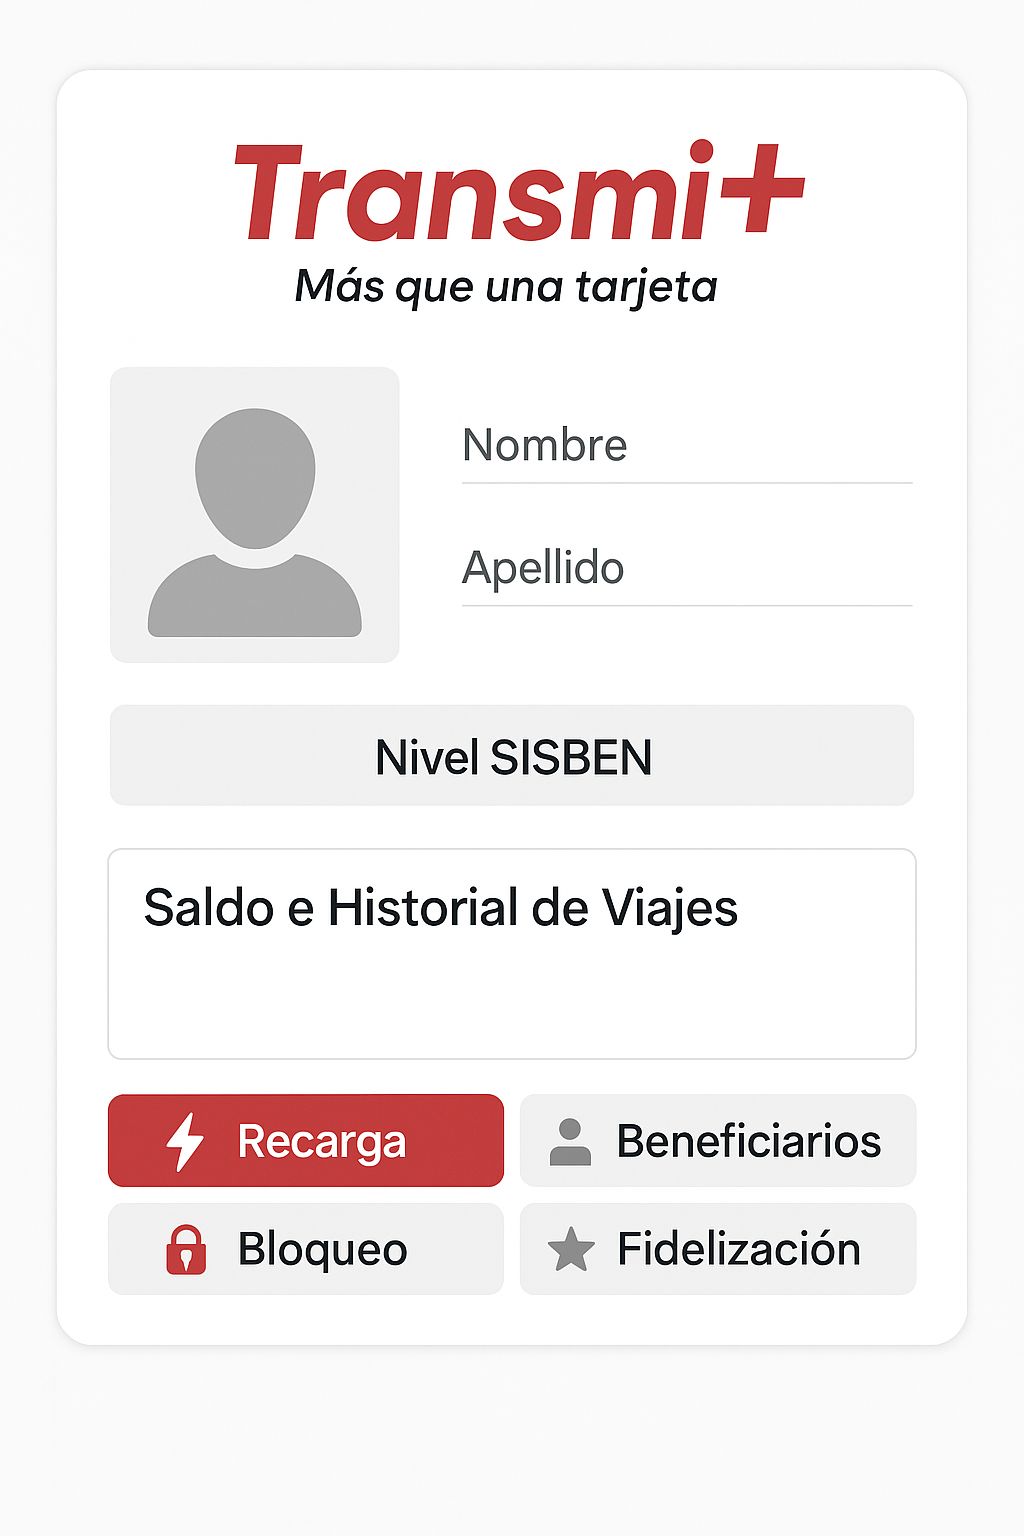 Transmi+
Más que una tarjeta
Nombre
Apellido
Nivel SISBEN
Saldo e Historial de Viajes
Recarga
Beneficiarios
Bloqueo
Fidelización